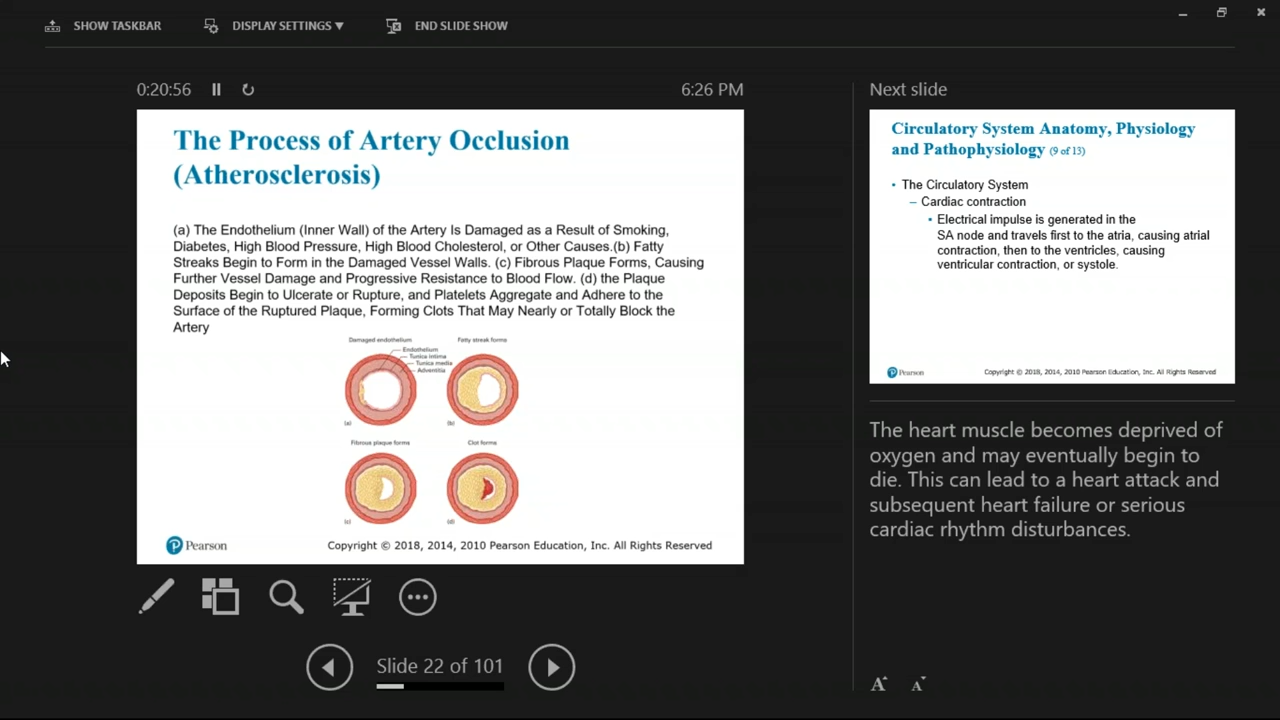 SHOW TASKBAR
DISPLAY SETTINGS ▼
END SLIDE SHOW
0:20:56
6:26 PM
The Process of Artery Occlusion
(Atherosclerosis)
(a) The Endothelium (Inner Wall) of the Artery Is Damaged as a Result of Smoking,
Diabetes, High Blood Pressure, High Blood Cholesterol, or Other Causes.(b) Fatty
Streaks Begin to Form in the Damaged Vessel Walls. (c) Fibrous Plaque Forms, Causing
Further Vessel Damage and Progressive Resistance to Blood Flow. (d) the Plaque
Deposits Begin to Ulcerate or Rupture, and Platelets Aggregate and Adhere to the
Surface of the Ruptured Plaque, Forming Clots That May Nearly or Totally Block the
Artery
Damaged endothelium
Endothelium
Tunica intima
Tunica media
Adventitia
(a)
Fatty streak forms
(b)
Fibrous plaque forms
(c)
Clot forms
(d)
P Pearson
Copyright © 2018, 2014, 2010 Pearson Education, Inc. All Rights Reserved
Slide 22 of 101
Next slide
Circulatory System Anatomy, Physiology
and Pathophysiology (9 of 13)
• The Circulatory System
– Cardiac contraction
▪ Electrical impulse is generated in the
SA node and travels first to the atria, causing atrial
contraction, then to the ventricles, causing
ventricular contraction, or systole.
P Pearson
Copyright © 2018, 2014, 2010 Pearson Education, Inc. All Rights Reserved
The heart muscle becomes deprived of
oxygen and may eventually begin to
die. This can lead to a heart attack and
subsequent heart failure or serious
cardiac rhythm disturbances.
A A